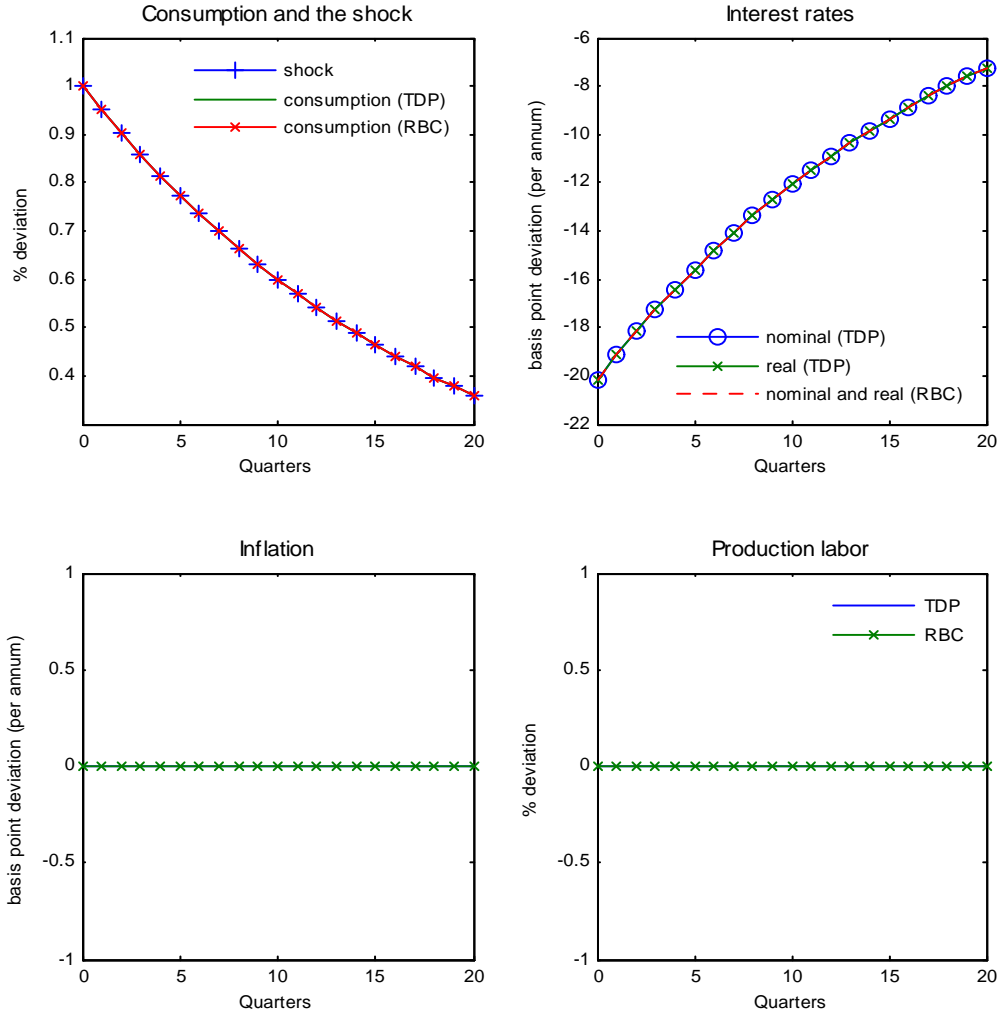 Consumption and the shock
1.1
1
0.9
0.8
0.7
0.6
0.5
0.4
% deviation
shock
consumption (TDP)
consumption (RBC)
0 5 10 15 20
Quarters
Interest rates
-6
-8
-10
-12
-14
-16
-18
-20
-22
basis point deviation (per annum)
nominal (TDP)
real (TDP)
nominal and real (RBC)
0 5 10 15 20
Quarters
Inflation
1
0.5
0
-0.5
-1
basis point deviation (per annum)
0 5 10 15 20
Quarters
Production labor
1
0.5
0
-0.5
-1
% deviation
TDP
RBC
0 5 10 15 20
Quarters